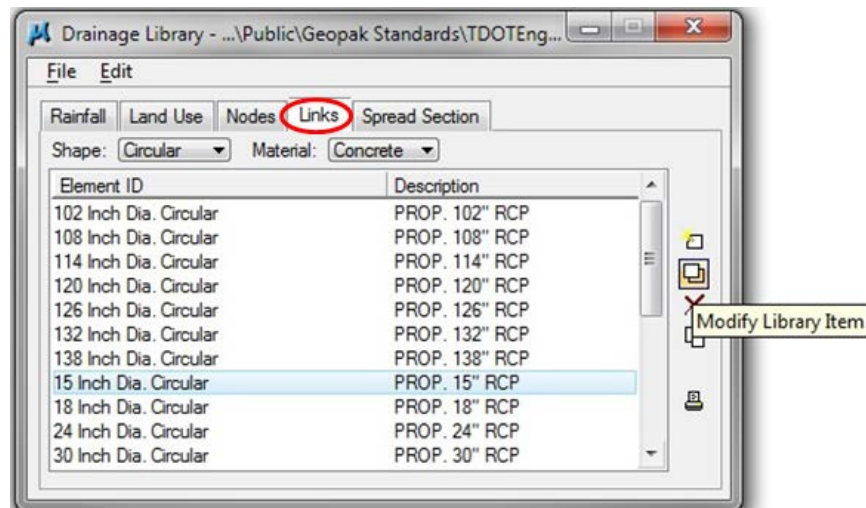 Drainage Library - ...\Public\Geopak Standards\TDOTEng...
File Edit
Rainfall Land Use Nodes Links Spread Section
Shape: Circular Material: Concrete
Element ID Description
102 Inch Dia. Circular PROP. 102" RCP
108 Inch Dia. Circular PROP. 108" RCP
114 Inch Dia. Circular PROP. 114" RCP
120 Inch Dia. Circular PROP. 120" RCP
126 Inch Dia. Circular PROP. 126" RCP
132 Inch Dia. Circular PROP. 132" RCP
138 Inch Dia. Circular PROP. 138" RCP
15 Inch Dia. Circular PROP. 15" RCP
18 Inch Dia. Circular PROP. 18" RCP
24 Inch Dia. Circular PROP. 24" RCP
30 Inch Dia. Circular PROP. 30" RCP
Modify Library Item